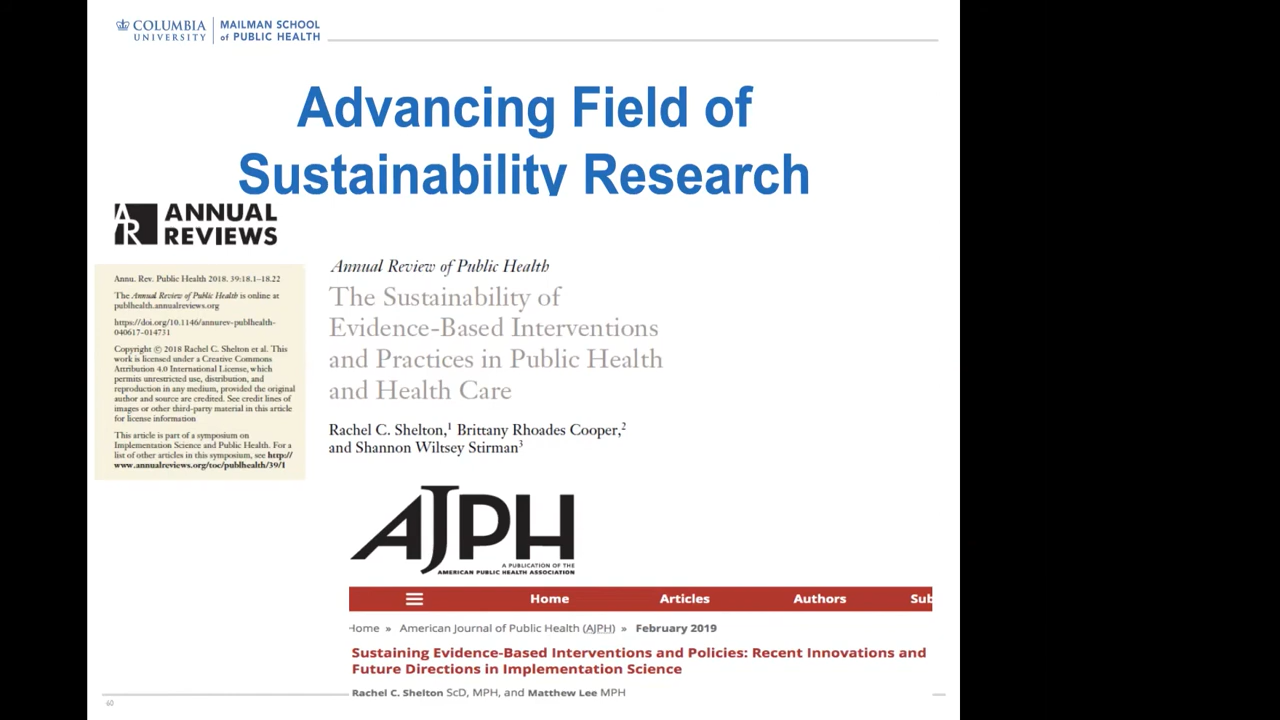 COLUMBIA UNIVERSITY
MAILMAN SCHOOL of PUBLIC HEALTH
Advancing Field of
Sustainability Research
ANNUAL
REVIEWS
Annu. Rev. Public Health 2018. 39:18.1–18.22
The Annual Review of Public Health is online at
publhealth.annualreviews.org
https://doi.org/10.1146/annurev-publhealth-
040617-014731
Copyright © 2018 Rachel C. Shelton et al. This
work is licensed under a Creative Commons
Attribution 4.0 International License, which
permits unrestricted use, distribution, and
reproduction in any medium, provided the original
author and source are credited. See credit lines of
images or other third-party material in this article
for license information
This article is part of a symposium on
Implementation Science and Public Health. For a
list of other articles in this symposium, see http://
www.annualreviews.org/toc/publhealth/39/1
Annual Review of Public Health
The Sustainability of
Evidence-Based Interventions
and Practices in Public Health
and Health Care
Rachel C. Shelton,¹ Brittany Rhoades Cooper,²
and Shannon Wiltsey Stirman³
AJPH
A PUBLICATION OF THE
AMERICAN PUBLIC HEALTH ASSOCIATION
Home Articles Authors Sub
Home » American Journal of Public Health (AJPH) » February 2019
Sustaining Evidence-Based Interventions and Policies: Recent Innovations and
Future Directions in Implementation Science
Rachel C. Shelton ScD, MPH, and Matthew Lee MPH
60